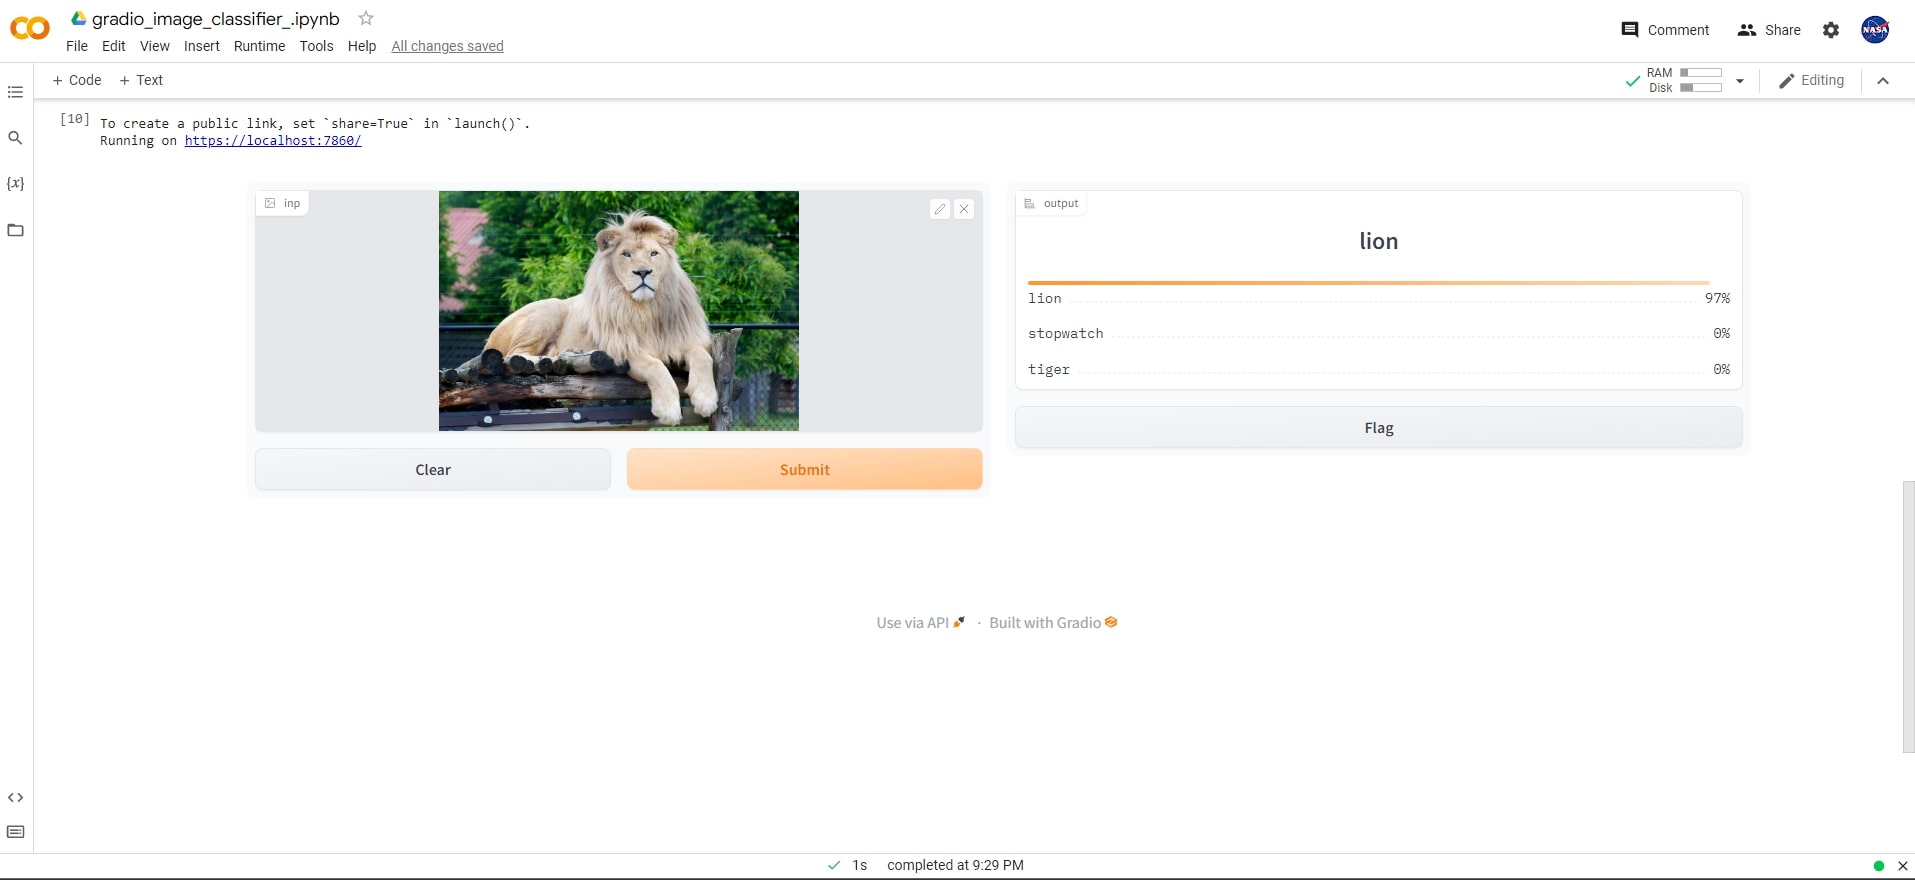 gradio_image_classifier_.ipynb
File Edit View Insert Runtime Tools Help All changes saved
Comment Share
NASA
+ Code + Text
RAM
Disk
Editing
[10] To create a public link, set `share=True` in `launch()`.
Running on https://localhost:7860/
inp
output
lion
lion 97%
stopwatch 0%
tiger 0%
Flag
Clear Submit
Use via API · Built with Gradio
1s completed at 9:29 PM